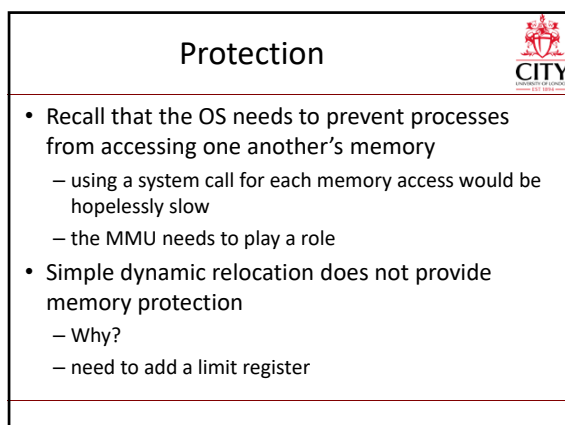 Protection
CITY
UNIVERSITY OF LONDON
EST 1894
• Recall that the OS needs to prevent processes
from accessing one another’s memory
– using a system call for each memory access would be
hopelessly slow
– the MMU needs to play a role
• Simple dynamic relocation does not provide
memory protection
– Why?
– need to add a limit register